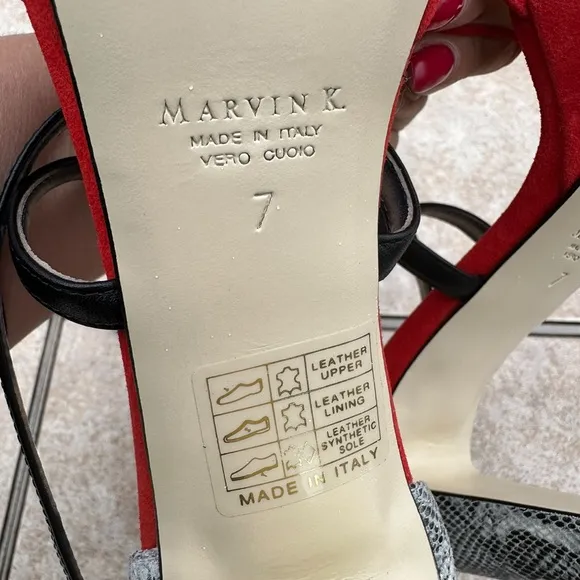 MARVIN K.
MADE IN ITALY
VERO CUOIO
7
LEATHER
UPPER
LEATHER
LINING
LEATHER
SYNTHETIC
SOLE
MADE IN ITALY